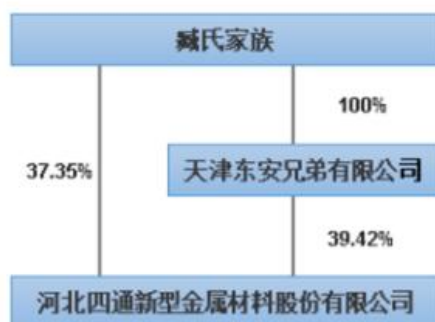 臧氏家族
100%
37.35%
天津东安兄弟有限公司
39.42%
河北四通新型金属材料股份有限公司